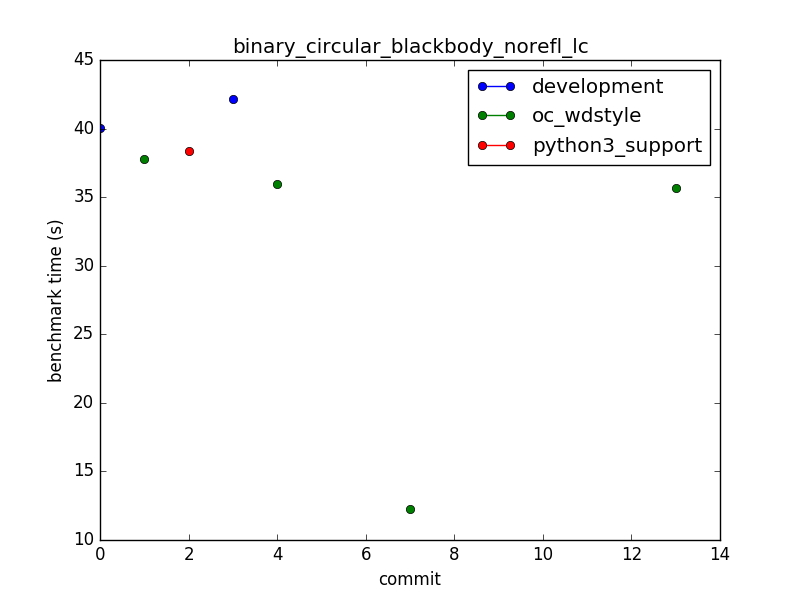 binary_circular_blackbody_norefl_lc
development
oc_wdstyle
python3_support
benchmark time (s)
45
40
35
30
25
20
15
10
0 2 4 6 8 10 12 14
commit